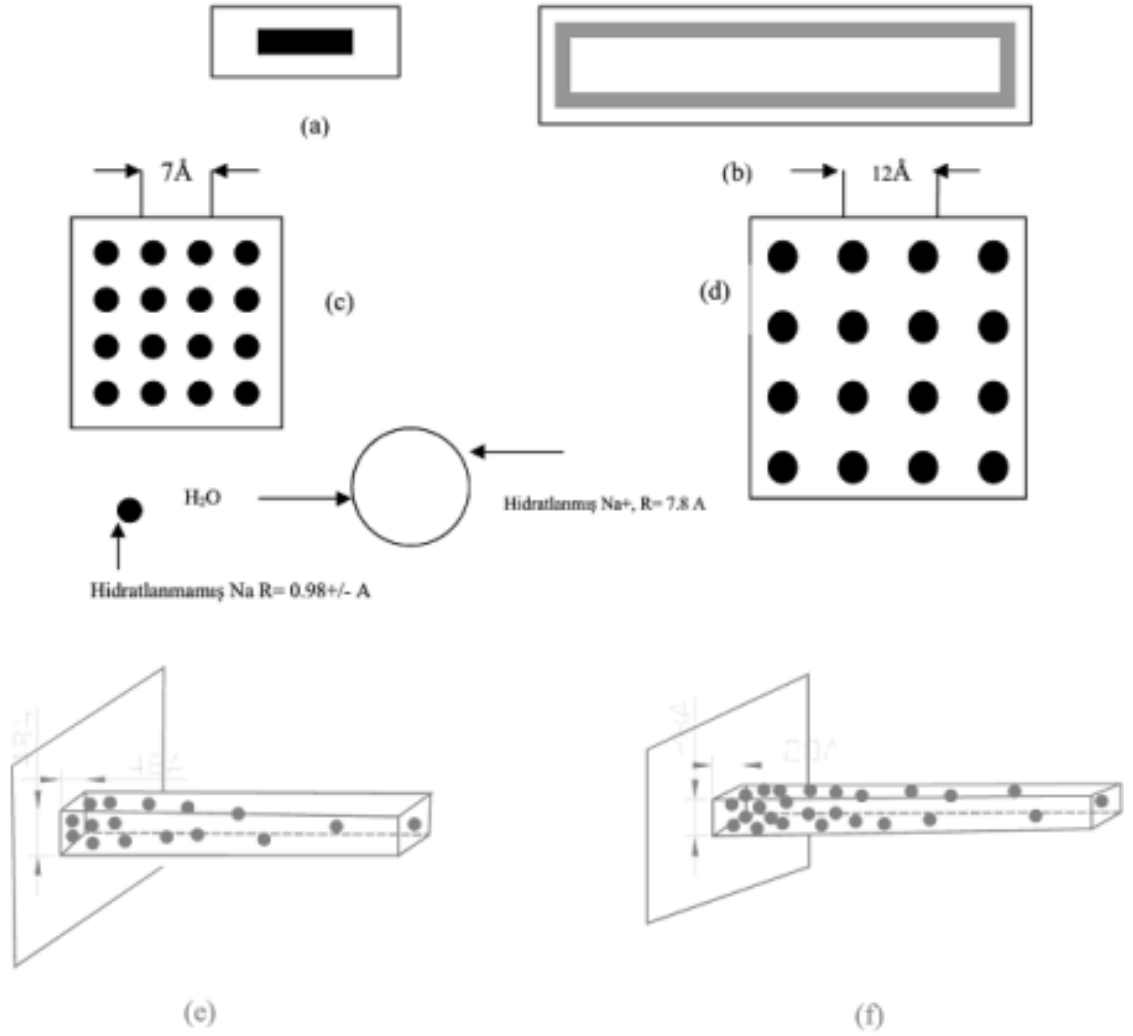 (a)
(b)
7Å
12Å
(c)
(d)
H₂O
Hidratlanmış Na+, R= 7.8 A
Hidratlanmamış Na R= 0.98+/- A
(e)
(f)